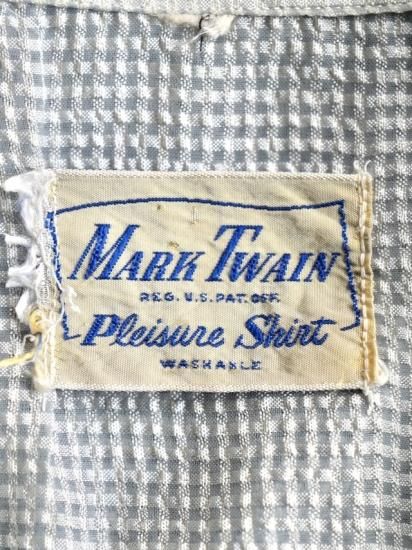 MARK TWAIN
REG. U.S. PAT. OFF.
Pleisure Shirt
WASHABLE